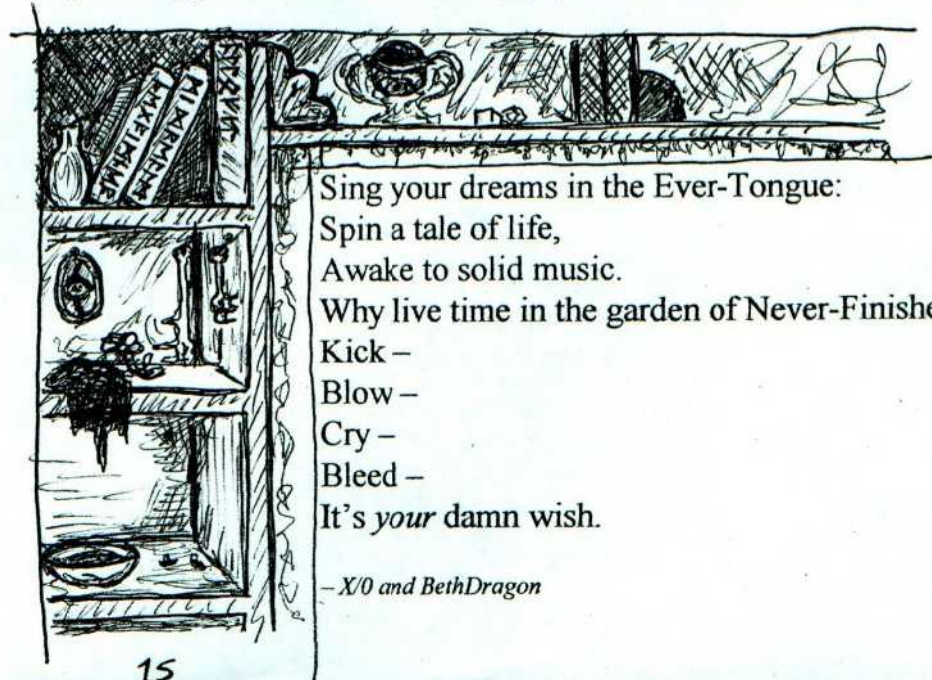 Sing your dreams in the Ever-Tongue:
Spin a tale of life,
Awake to solid music.
Why live time in the garden of Never-Finishe
Kick –
Blow –
Cry –
Bleed –
It's your damn wish.
– X/0 and BethDragon
15